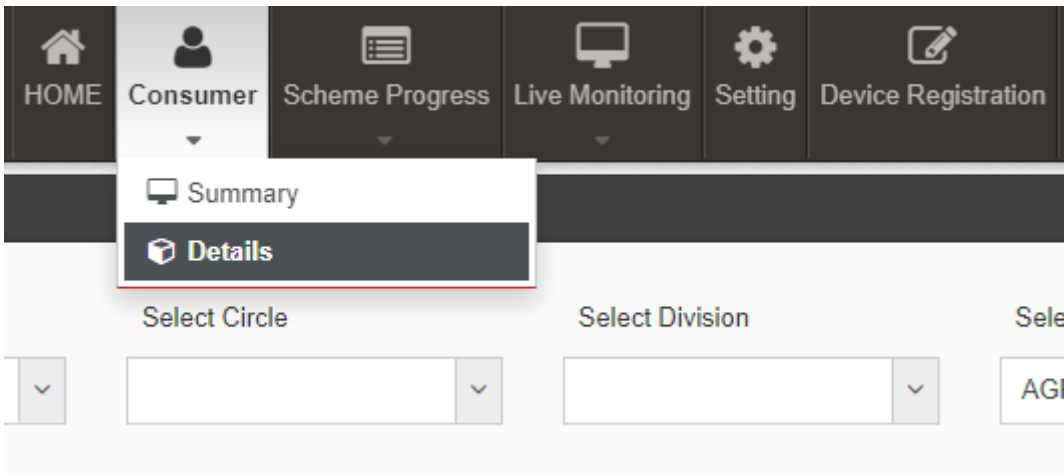 HOME Consumer Scheme Progress Live Monitoring Setting Device Registration
Summary
Details
Select Circle Select Division